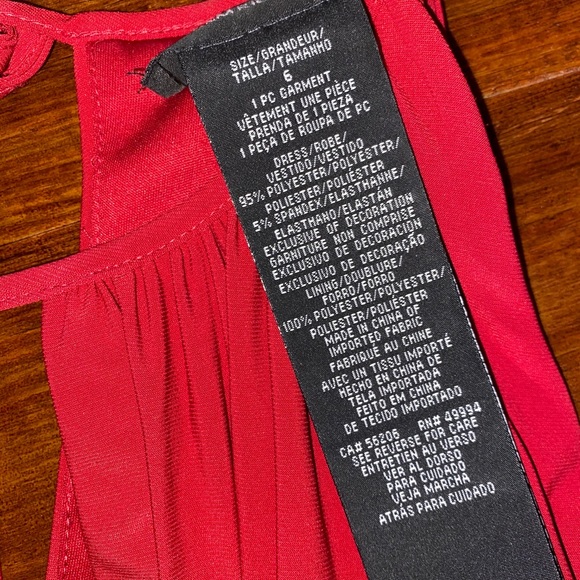 SIZE/GRANDEUR/
TALLA/TAMANHO
6
1 PC GARMENT
VÊTEMENT UNE PIÈCE
PRENDA DE 1 PIEZA
1 PEÇA DE ROUPA DE PC
DRESS/ROBE/
VESTIDO/VESTIDO
95% POLYESTER/POLYESTER/
POLIESTER/POLIÉSTER
5% SPANDEX/ELASTHANNE/
ELASTHANO/ELASTÁN
EXCLUSIVE OF DECORATION
GARNITURE NON COMPRISE
EXCLUSIVO DE DECORACIÓN
EXCLUSIVO DE DECORAÇÃO
LINING/DOUBLURE/
FORRO/FORRO
100% POLYESTER/POLYESTER/
POLIESTER/POLIÉSTER
MADE IN CHINA OF
IMPORTED FABRIC
FABRIQUÉ AU CHINE
AVEC UN TISSU IMPORTÉ
HECHO EN CHINA DE
TELA IMPORTADA
FEITO EM CHINA
DE TECIDO IMPORTADO
CA# 56206 RN# 49994
SEE REVERSE FOR CARE
ENTRETIEN AU VERSO
VER AL DORSO
PARA CUIDADO
VEJA MARCHA
ATRÁS PARA CUIDADO